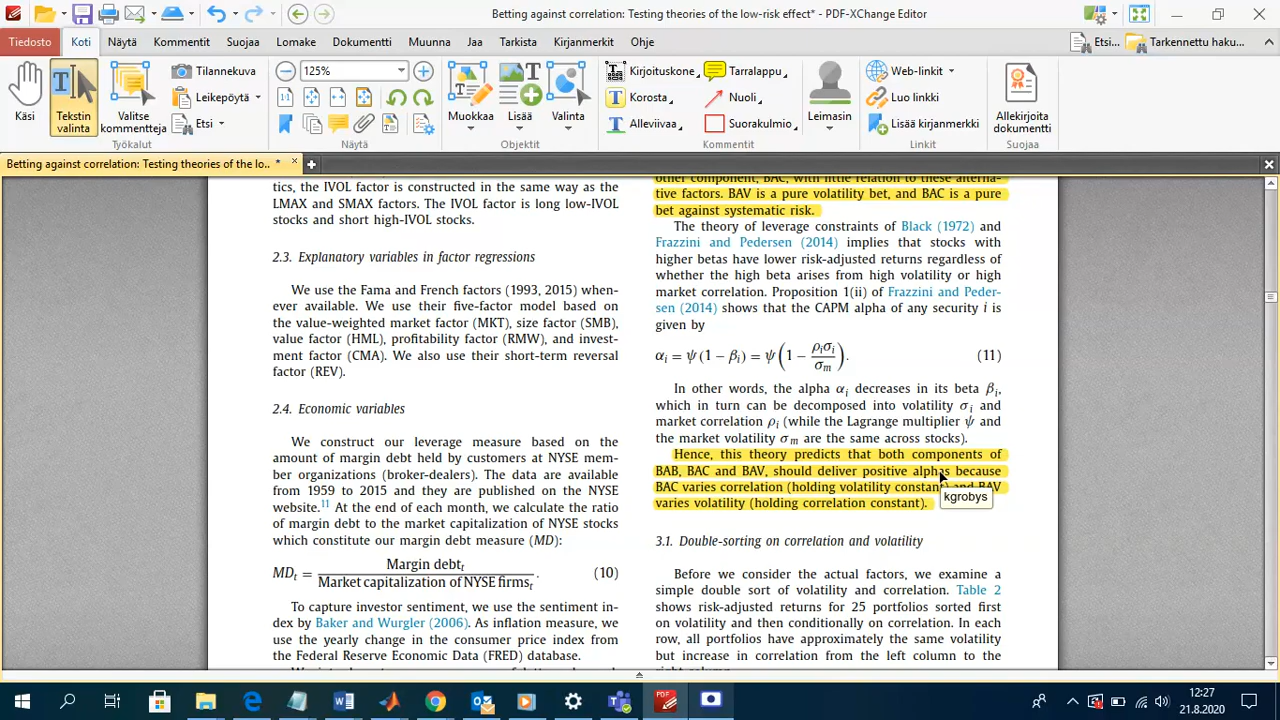 Betting against correlation: Testing theories of the low-risk effect* - PDF-XChange Editor
Tiedosto
Koti
Näytä
Kommentit
Suojaa
Lomake
Dokumentti
Muunna
Jaa
Tarkista
Kirjanmerkit
Ohje
Etsi...
Tarkennettu haku...
Käsi
Tekstin valinta
Valitse kommentteja
Tilannekuva
Leikepöytä
Etsi
Työkalut
125%
Näytä
Muokkaa
Lisää
Valinta
Objektit
Kirjoituskone
Korosta
Alleviivaa
Tarralappu
Nuoli
Suorakulmio
Leimasin
Kommentit
Web-linkit
Luo linkki
Lisää kirjanmerkki
Linkit
Allekirjoita dokumentti
Suojaa
Betting against correlation: Testing theories of the lo.. *
tics, the IVOL factor is constructed in the same way as the
LMAX and SMAX factors. The IVOL factor is long low-IVOL
stocks and short high-IVOL stocks.
2.3. Explanatory variables in factor regressions
We use the Fama and French factors (1993, 2015) when-
ever available. We use their five-factor model based on
the value-weighted market factor (MKT), size factor (SMB),
value factor (HML), profitability factor (RMW), and invest-
ment factor (CMA). We also use their short-term reversal
factor (REV).
2.4. Economic variables
We construct our leverage measure based on the
amount of margin debt held by customers at NYSE mem-
ber organizations (broker-dealers). The data are available
from 1959 to 2015 and they are published on the NYSE
website.11 At the end of each month, we calculate the ratio
of margin debt to the market capitalization of NYSE stocks
which constitute our margin debt measure (MD):
MDt = Margin debtt / Market capitalization of NYSE firmst . (10)
To capture investor sentiment, we use the sentiment in-
dex by Baker and Wurgler (2006). As inflation measure, we
use the yearly change in the consumer price index from
the Federal Reserve Economic Data (FRED) database.
other component, BAC, with little relation to these alterna-
tive factors. BAV is a pure volatility bet, and BAC is a pure
bet against systematic risk.
The theory of leverage constraints of Black (1972) and
Frazzini and Pedersen (2014) implies that stocks with
higher betas have lower risk-adjusted returns regardless of
whether the high beta arises from high volatility or high
market correlation. Proposition 1(ii) of Frazzini and Peder-
sen (2014) shows that the CAPM alpha of any security i is
given by
αi = ψ(1 − βi) = ψ(1 − ρiσi / σm). (11)
In other words, the alpha αi decreases in its beta βi,
which in turn can be decomposed into volatility σi and
market correlation ρi (while the Lagrange multiplier ψ and
the market volatility σm are the same across stocks).
Hence, this theory predicts that both components of
BAB, BAC and BAV, should deliver positive alphas because
BAC varies correlation (holding volatility constant) and BAV
varies volatility (holding correlation constant).
kgrobys
3.1. Double-sorting on correlation and volatility
Before we consider the actual factors, we examine a
simple double sort of volatility and correlation. Table 2
shows risk-adjusted returns for 25 portfolios sorted first
on volatility and then conditionally on correlation. In each
row, all portfolios have approximately the same volatility
but increase in correlation from the left column to the
12:27
21.8.2020